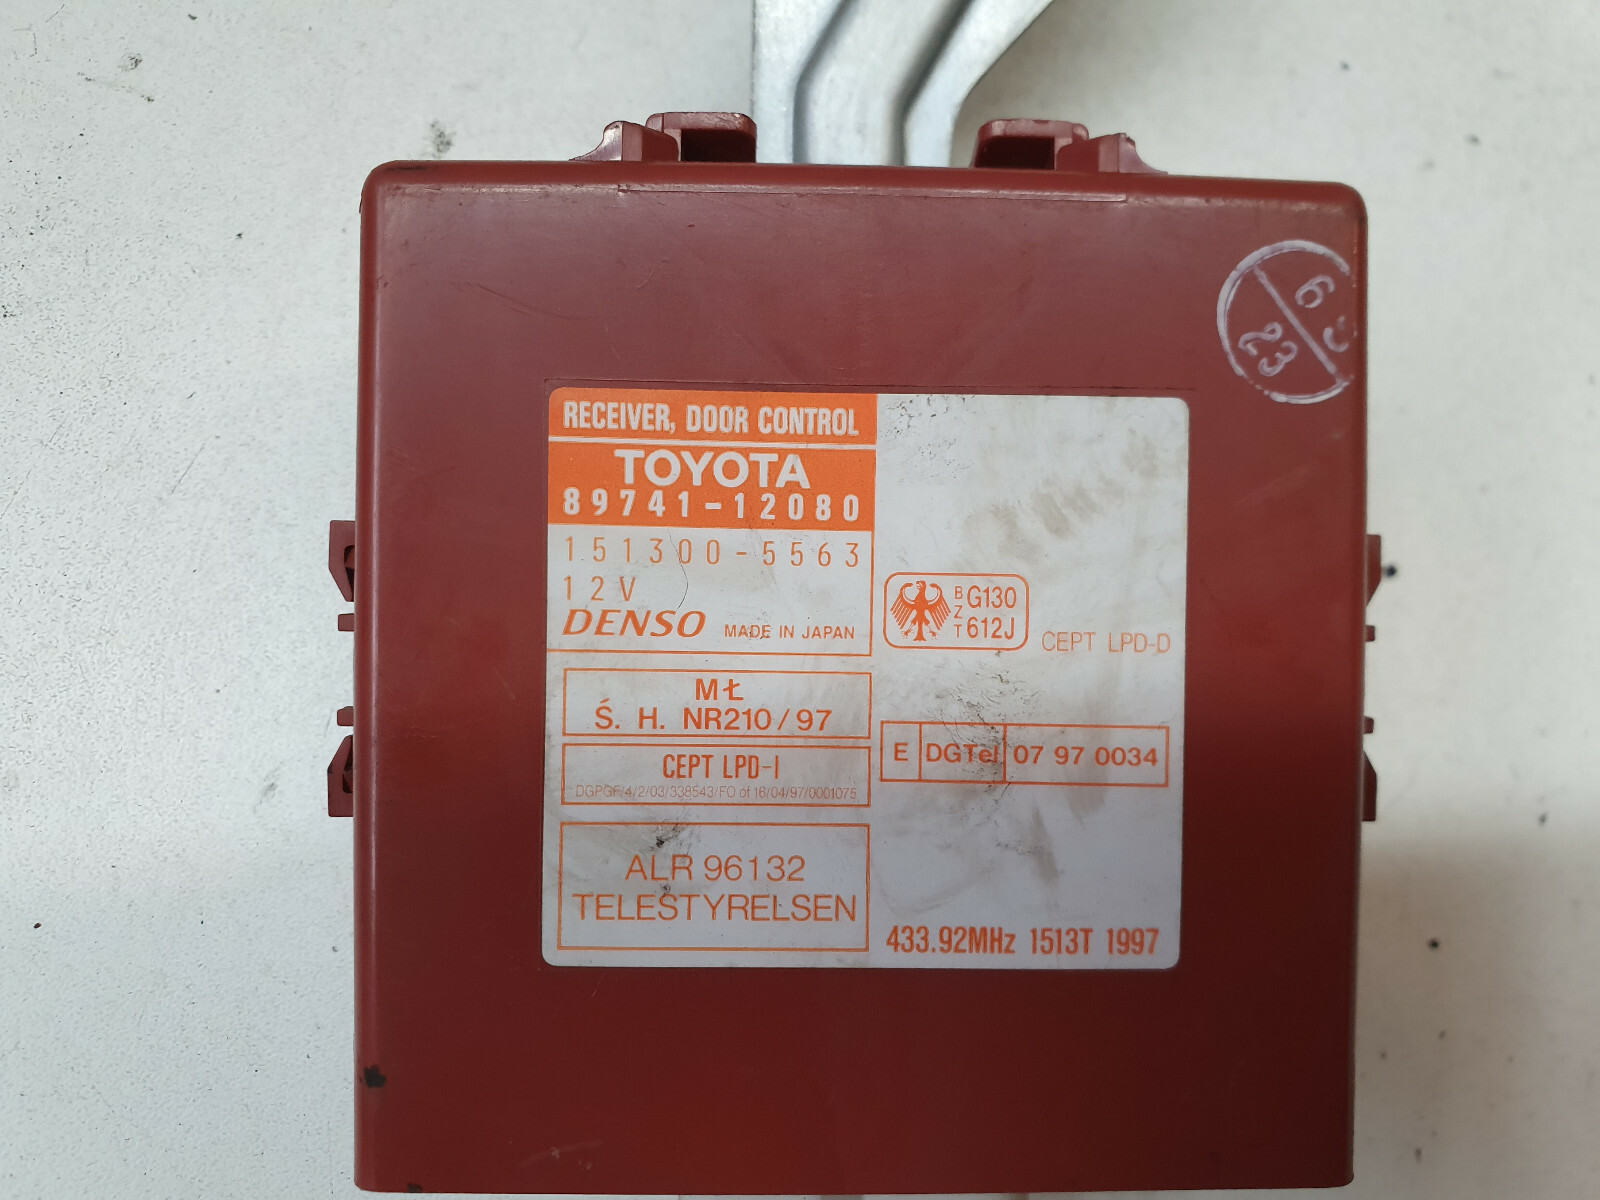 RECEIVER, DOOR CONTROL
TOYOTA
89741-12080
151300-5563
12V
DENSO MADE IN JAPAN
BZT G130 612J
CEPT LPD-D
MŁ
Ś. H. NR210/97
CEPT LPD-I
DGPGF/4/2/03/338543/FO of 16/04/97/0001075
E DGTel 07 97 0034
ALR 96132
TELESTYRELSEN
433.92MHz 1513T 1997
23